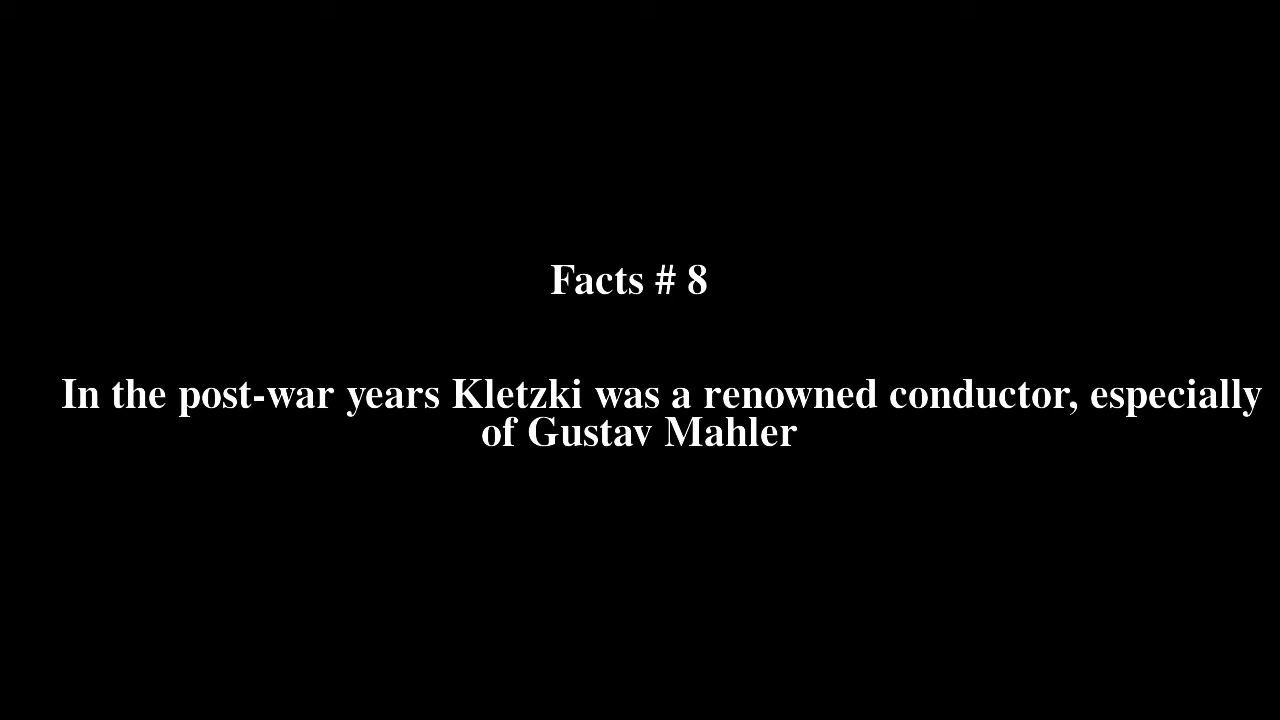 Facts # 8
In the post-war years Kletzki was a renowned conductor, especially
of Gustav Mahler